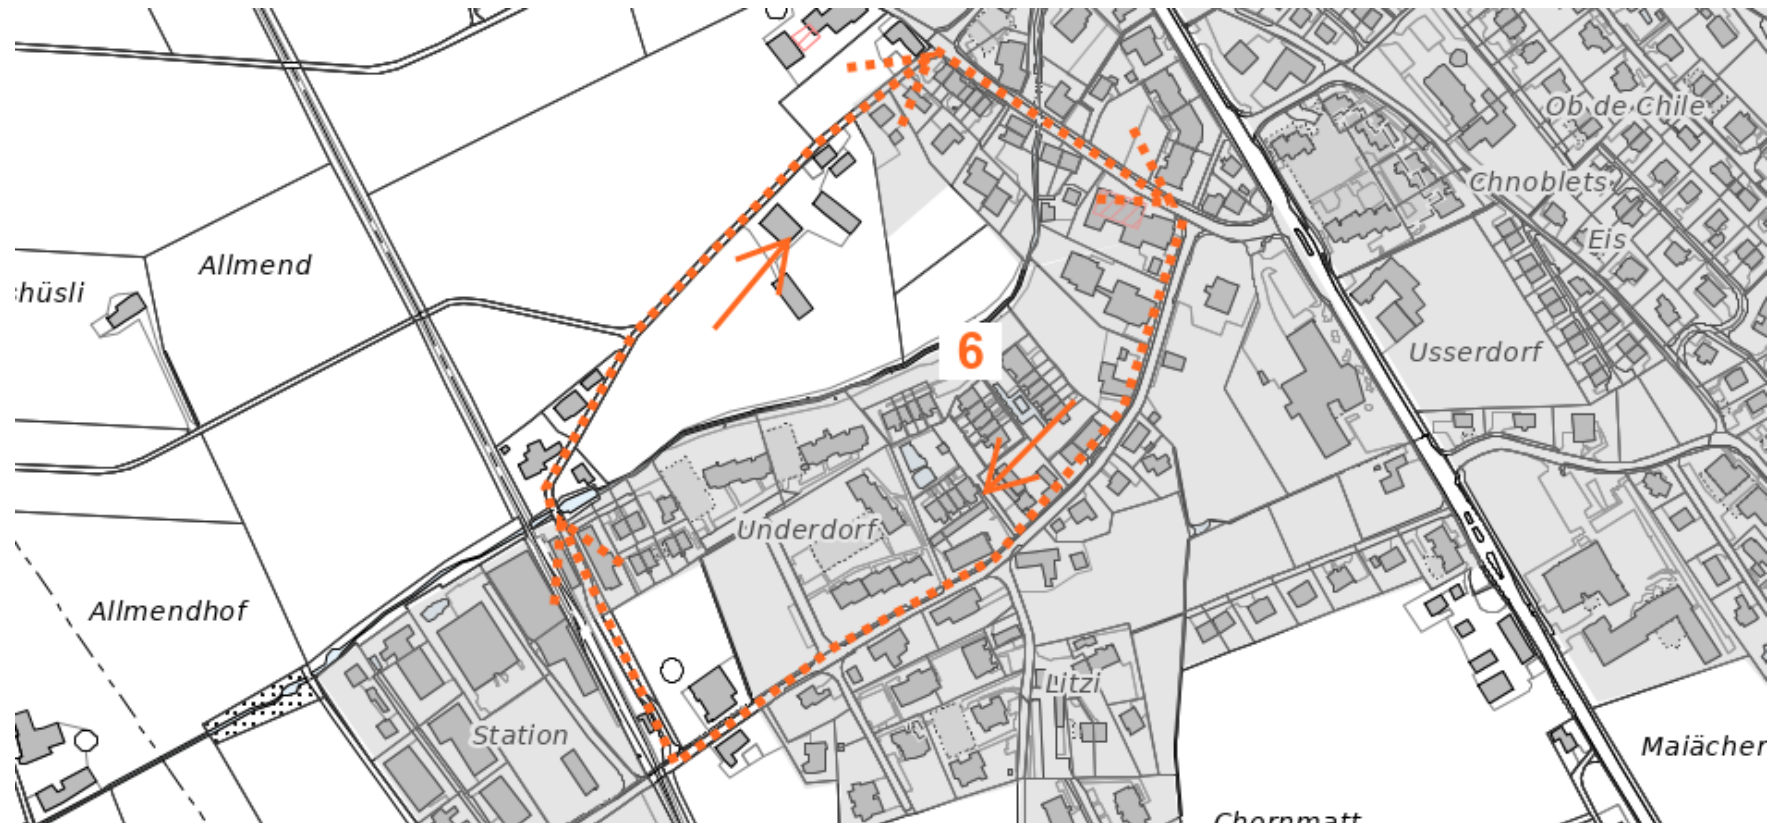 Ob de Chile
Chnoblets
Eis
Allmend
hüsli
6
Usserdorf
Underdorf
Allmendhof
Litzi
Station
Maiächer
Chornmatt